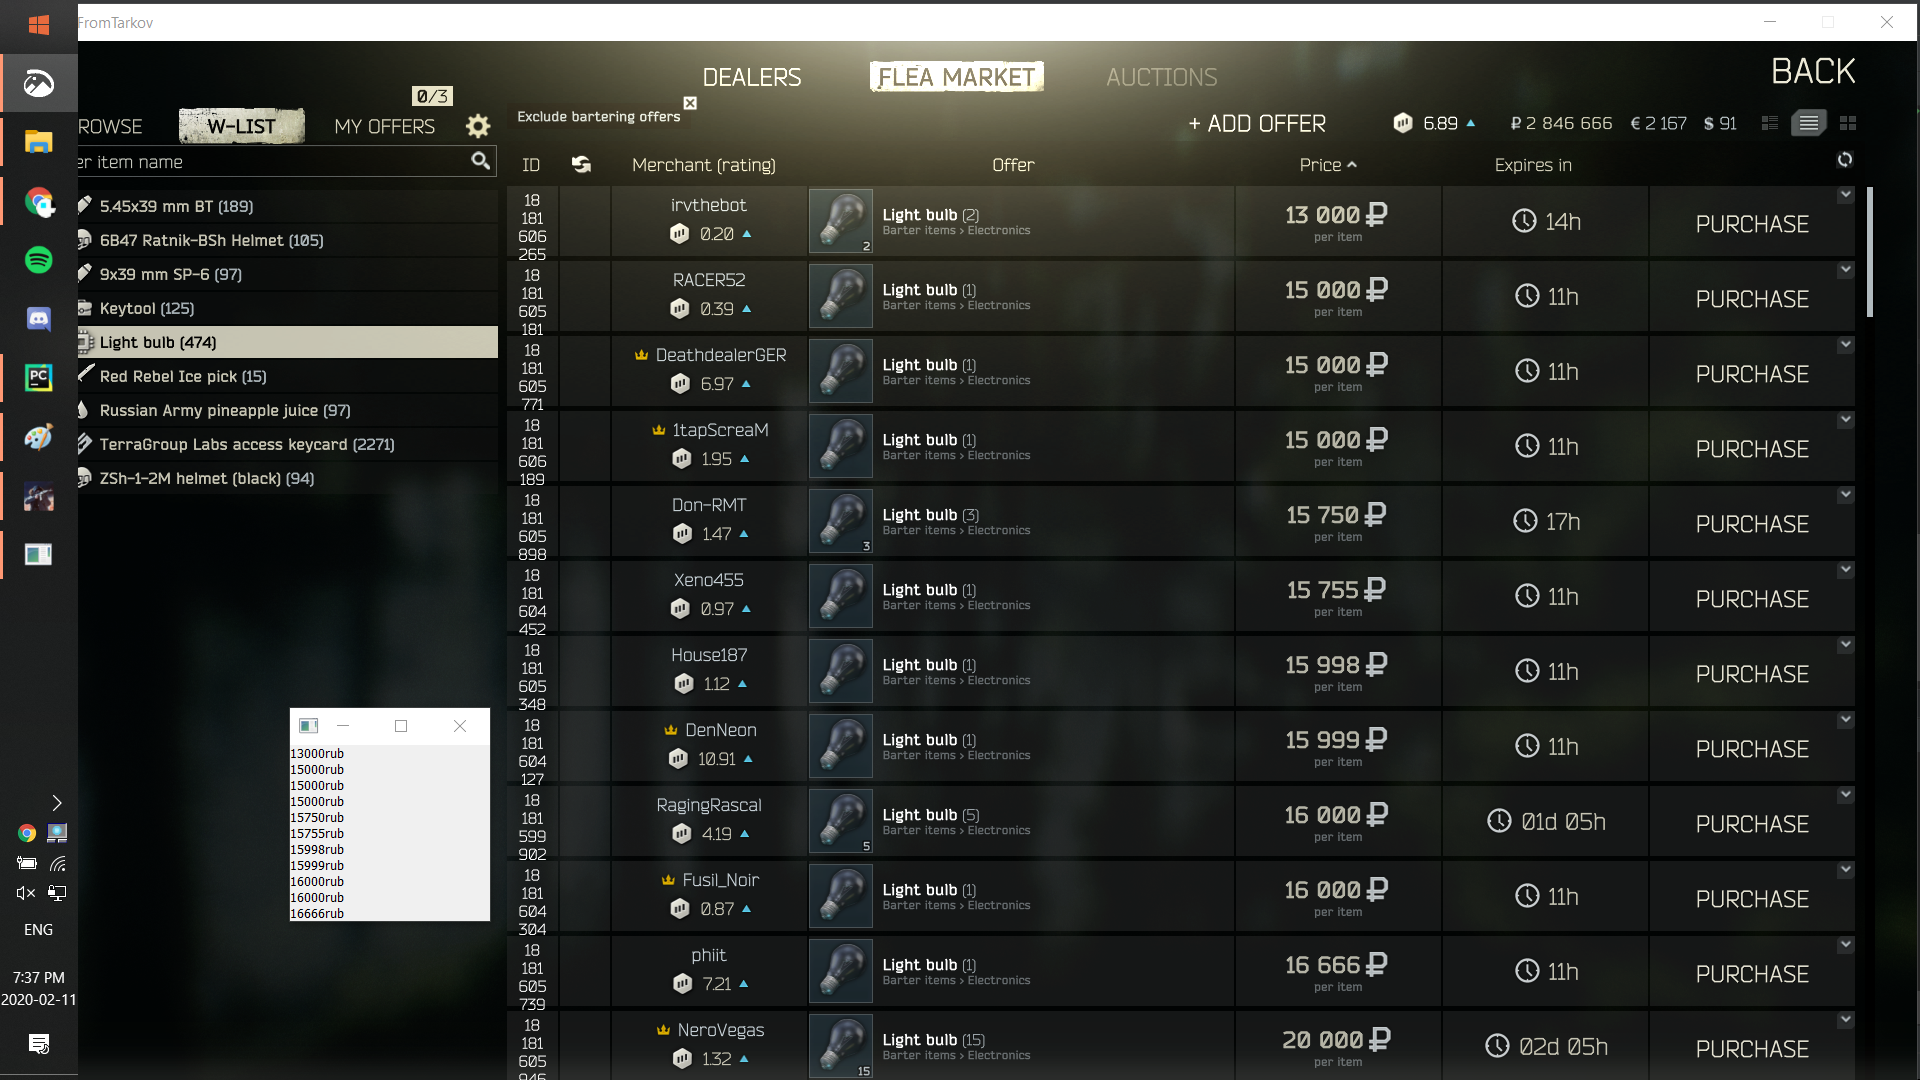 FromTarkov
DEALERS
FLEA MARKET
AUCTIONS
BACK
0/3
ROWSE
W-LIST
MY OFFERS
Exclude bartering offers
+ ADD OFFER
6.89
₽ 2 846 666
€ 2 167
$ 91
er item name
ID
Merchant (rating)
Offer
Price
Expires in
5.45x39 mm BT (189)
6B47 Ratnik-BSh Helmet (105)
9x39 mm SP-6 (97)
Keytool (125)
Light bulb (474)
Red Rebel Ice pick (15)
Russian Army pineapple juice (97)
TerraGroup Labs access keycard (2271)
ZSh-1-2M helmet (black) (94)
18
181
606
265
irvthebot
0.20
2
Light bulb (2)
Barter items > Electronics
13 000 ₽
per item
14h
PURCHASE
18
181
605
181
RACER52
0.39
Light bulb (1)
Barter items > Electronics
15 000 ₽
per item
11h
PURCHASE
18
181
605
771
DeathdealerGER
6.97
Light bulb (1)
Barter items > Electronics
15 000 ₽
per item
11h
PURCHASE
18
181
606
189
1tapScreaM
1.95
Light bulb (1)
Barter items > Electronics
15 000 ₽
per item
11h
PURCHASE
18
181
605
898
Don-RMT
1.47
3
Light bulb (3)
Barter items > Electronics
15 750 ₽
per item
17h
PURCHASE
18
181
604
452
Xeno455
0.97
Light bulb (1)
Barter items > Electronics
15 755 ₽
per item
11h
PURCHASE
18
181
605
348
House187
1.12
Light bulb (1)
Barter items > Electronics
15 998 ₽
per item
11h
PURCHASE
18
181
604
127
DenNeon
10.91
Light bulb (1)
Barter items > Electronics
15 999 ₽
per item
11h
PURCHASE
18
181
599
902
RagingRascal
4.19
5
Light bulb (5)
Barter items > Electronics
16 000 ₽
per item
01d 05h
PURCHASE
18
181
604
304
Fusil_Noir
0.87
Light bulb (1)
Barter items > Electronics
16 000 ₽
per item
11h
PURCHASE
18
181
605
739
phiit
7.21
Light bulb (1)
Barter items > Electronics
16 666 ₽
per item
11h
PURCHASE
18
181
605
NeroVegas
1.32
15
Light bulb (15)
Barter items > Electronics
20 000 ₽
per item
02d 05h
PURCHASE
13000rub
15000rub
15000rub
15000rub
15750rub
15755rub
15998rub
15999rub
16000rub
16000rub
16666rub
PC
ENG
7:37 PM
2020-02-11